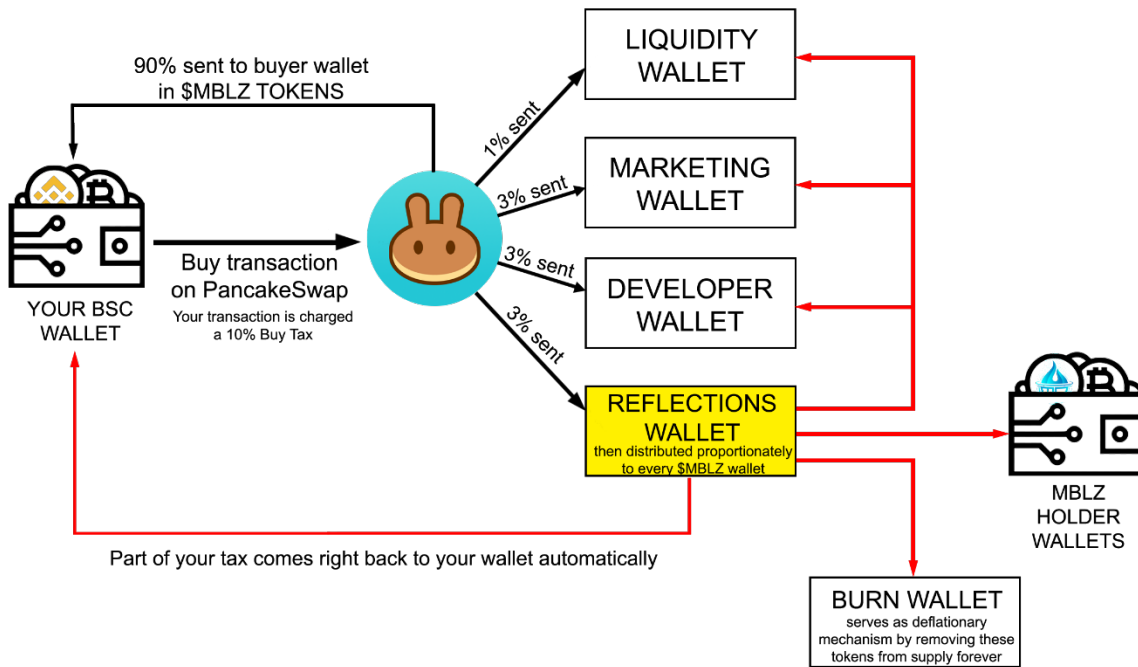 90% sent to buyer wallet
in $MBLZ TOKENS
YOUR BSC
WALLET
Buy transaction
on PancakeSwap
Your transaction is charged
a 10% Buy Tax
1% sent
3% sent
3% sent
3% sent
LIQUIDITY
WALLET
MARKETING
WALLET
DEVELOPER
WALLET
REFLECTIONS
WALLET
then distributed proportionately
to every $MBLZ wallet
MBLZ
HOLDER
WALLETS
Part of your tax comes right back to your wallet automatically
BURN WALLET
serves as deflationary
mechanism by removing these
tokens from supply forever